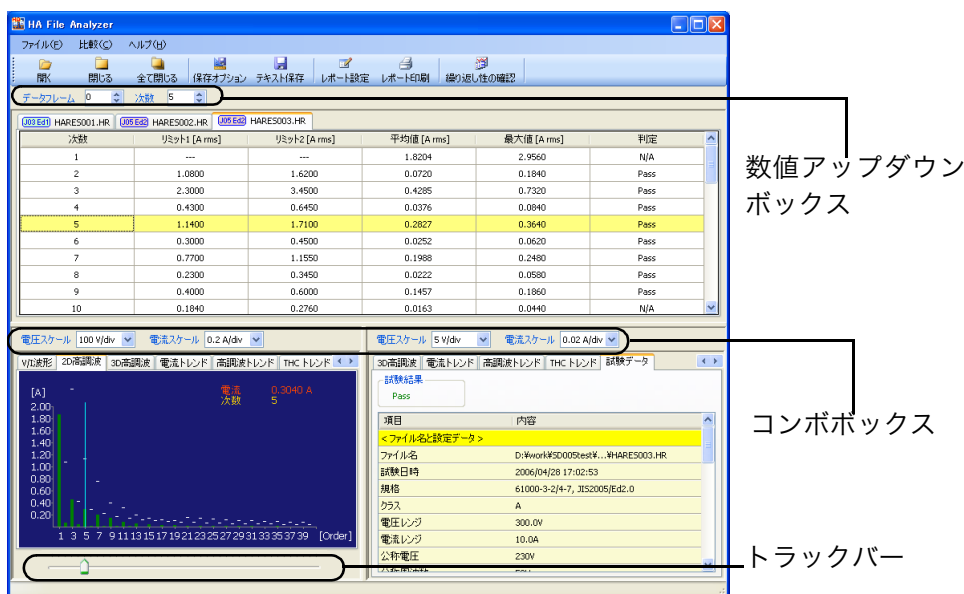 HA File Analyzer
ファイル(F) 比較(C) ヘルプ(H)
開く 閉じる 全て閉じる 保存オプション テキスト保存 レポート設定 レポート印刷 繰り返し性の確認
データフレーム 0 次数 5
J03 Ed1 HARES001.HR J05 Ed2 HARES002.HR J05 Ed2 HARES003.HR
次数 リミット1 [A rms] リミット2 [A rms] 平均値 [A rms] 最大値 [A rms] 判定
1 --- --- 1.8204 2.9560 N/A
2 1.0800 1.6200 0.0720 0.1840 Pass
3 2.3000 3.4500 0.4285 0.7320 Pass
4 0.4300 0.6450 0.0376 0.0840 Pass
5 1.1400 1.7100 0.2827 0.3640 Pass
6 0.3000 0.4500 0.0252 0.0620 Pass
7 0.7700 1.1550 0.1988 0.2480 Pass
8 0.2300 0.3450 0.0222 0.0580 Pass
9 0.4000 0.6000 0.1457 0.1860 Pass
10 0.1840 0.2760 0.0163 0.0440 N/A
数値アップダウン
ボックス
電圧スケール 100 V/div 電流スケール 0.2 A/div
V/I波形 2D高調波 3D高調波 電流トレンド 高調波トレンド THC トレンド
[A]
電流 0.3040 A
次数 5
2.00
1.80
1.60
1.40
1.20
1.00
0.80
0.60
0.40
0.20
1 3 5 7 9 11 13 15 17 19 21 23 25 27 29 31 33 35 37 39 [Order]
電圧スケール 5 V/div 電流スケール 0.02 A/div
3D高調波 電流トレンド 高調波トレンド THC トレンド 試験データ
試験結果
Pass
項目 内容
<ファイル名と設定データ>
ファイル名 D:¥work¥SD005test¥...¥HARES003.HR
試験日時 2006/04/28 17:02:53
規格 61000-3-2/4-7, JIS2005/Ed2.0
クラス A
電圧レンジ 300.0V
電流レンジ 10.0A
公称電圧 230V
コンボボックス
トラックバー